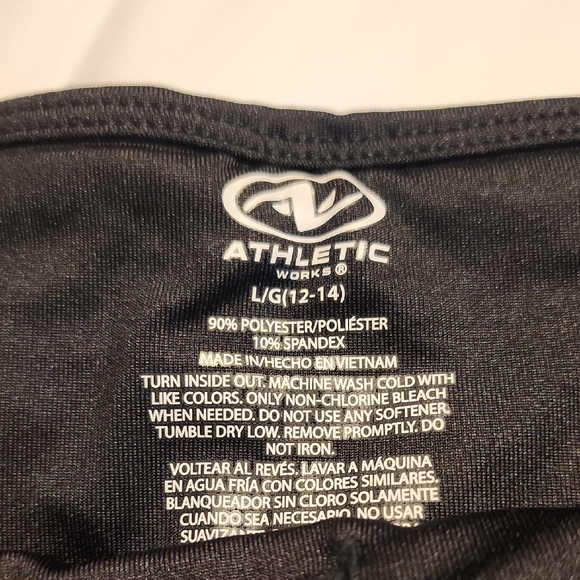 ATHLETIC
WORKS®
L/G(12-14)
90% POLYESTER/POLIÉSTER
10% SPANDEX
MADE IN/HECHO EN VIETNAM
TURN INSIDE OUT. MACHINE WASH COLD WITH
LIKE COLORS. ONLY NON-CHLORINE BLEACH
WHEN NEEDED. DO NOT USE ANY SOFTENER.
TUMBLE DRY LOW. REMOVE PROMPTLY. DO
NOT IRON.
VOLTEAR AL REVÉS. LAVAR A MÁQUINA
EN AGUA FRÍA CON COLORES SIMILARES.
BLANQUEADOR SIN CLORO SOLAMENTE
CUANDO SEA NECESARIO. NO USAR